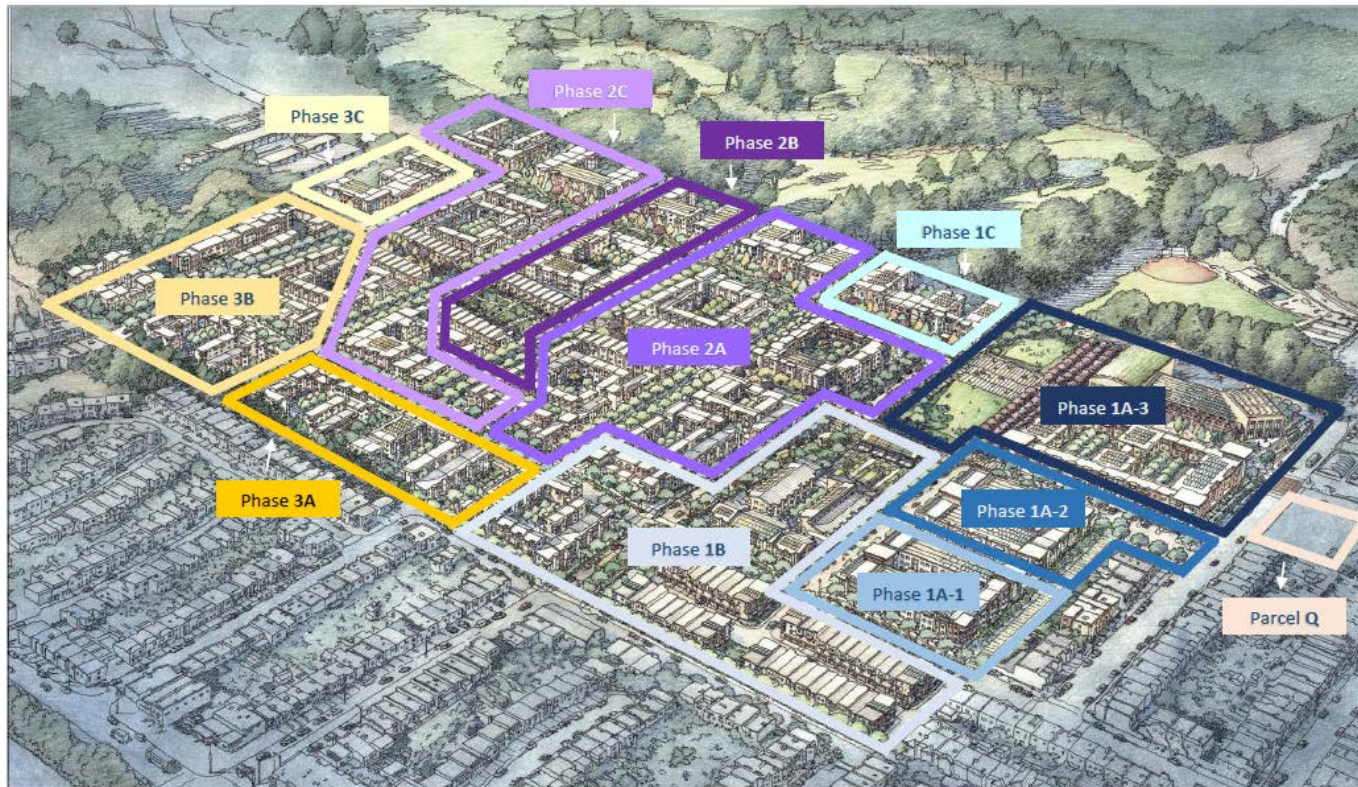 Phase 2C
Phase 3C
Phase 2B
Phase 1C
Phase 3B
Phase 2A
Phase 1A-3
Phase 3A
Phase 1A-2
Phase 1B
Phase 1A-1
Parcel Q